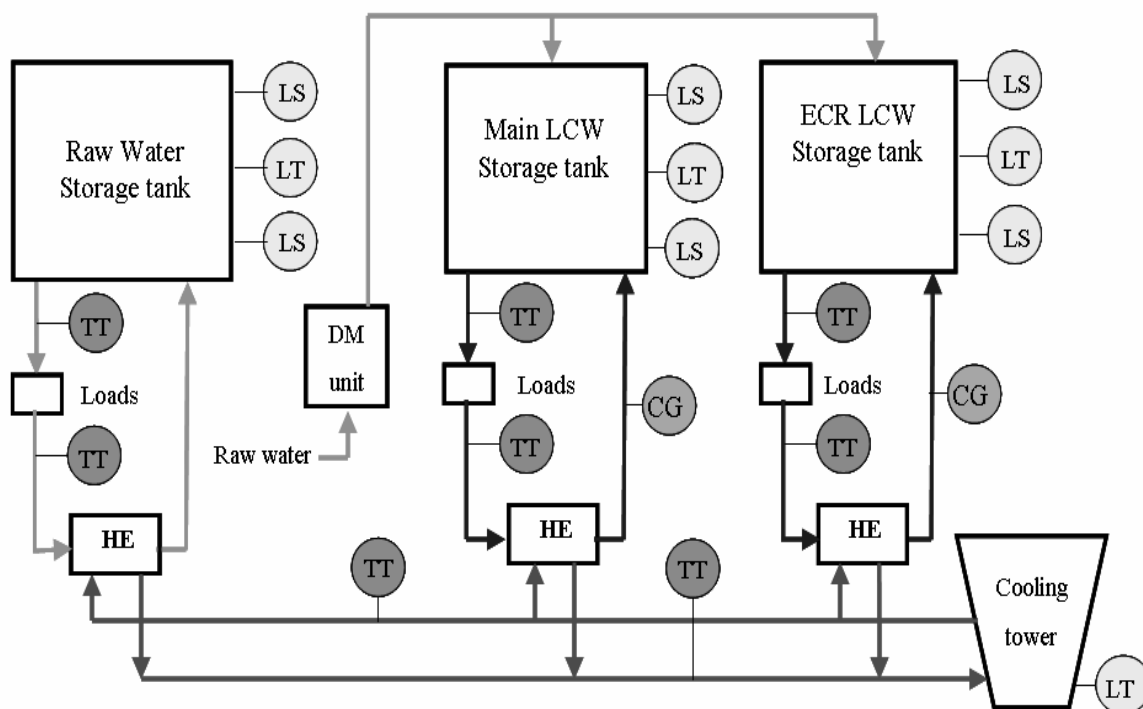 Raw Water
Storage tank
LS
LT
LS
TT
Loads
TT
HE
DM
unit
Raw water
Main LCW
Storage tank
LS
LT
LS
TT
Loads
TT
CG
HE
ECR LCW
Storage tank
LS
LT
LS
TT
Loads
TT
CG
HE
TT
TT
Cooling
tower
LT